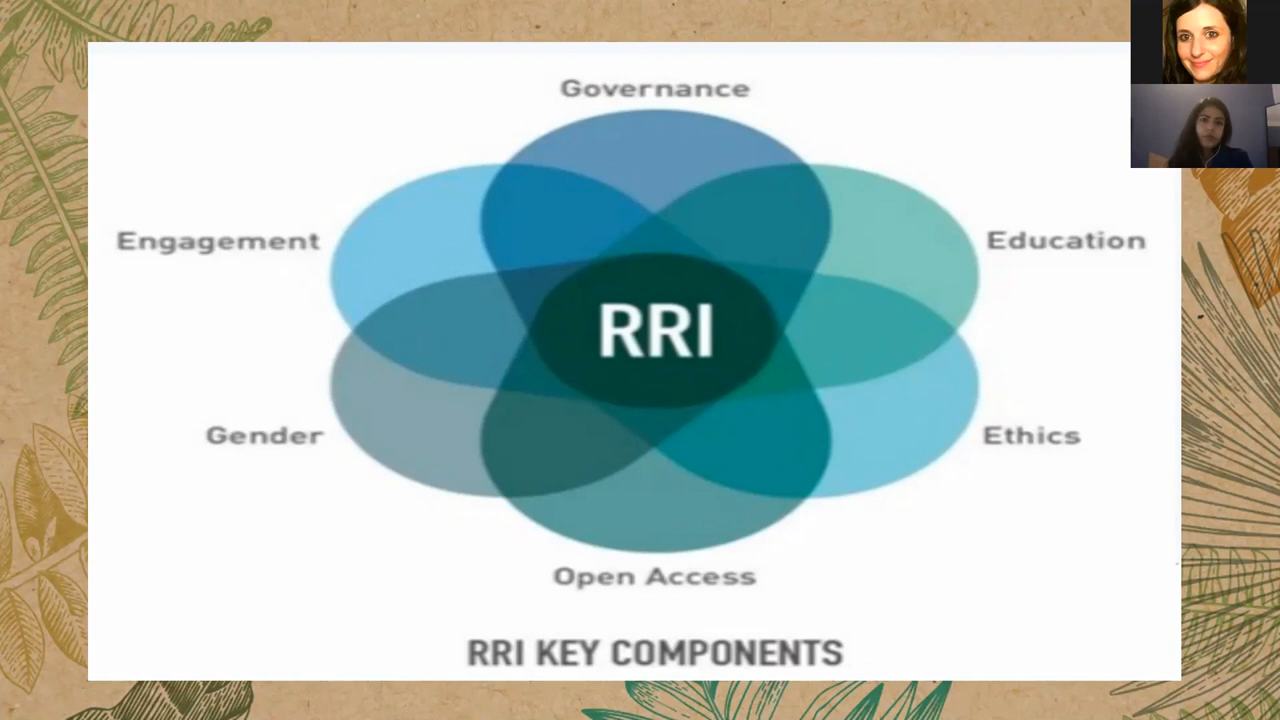 Governance
Engagement
Education
RRI
Gender
Ethics
Open Access
RRI KEY COMPONENTS